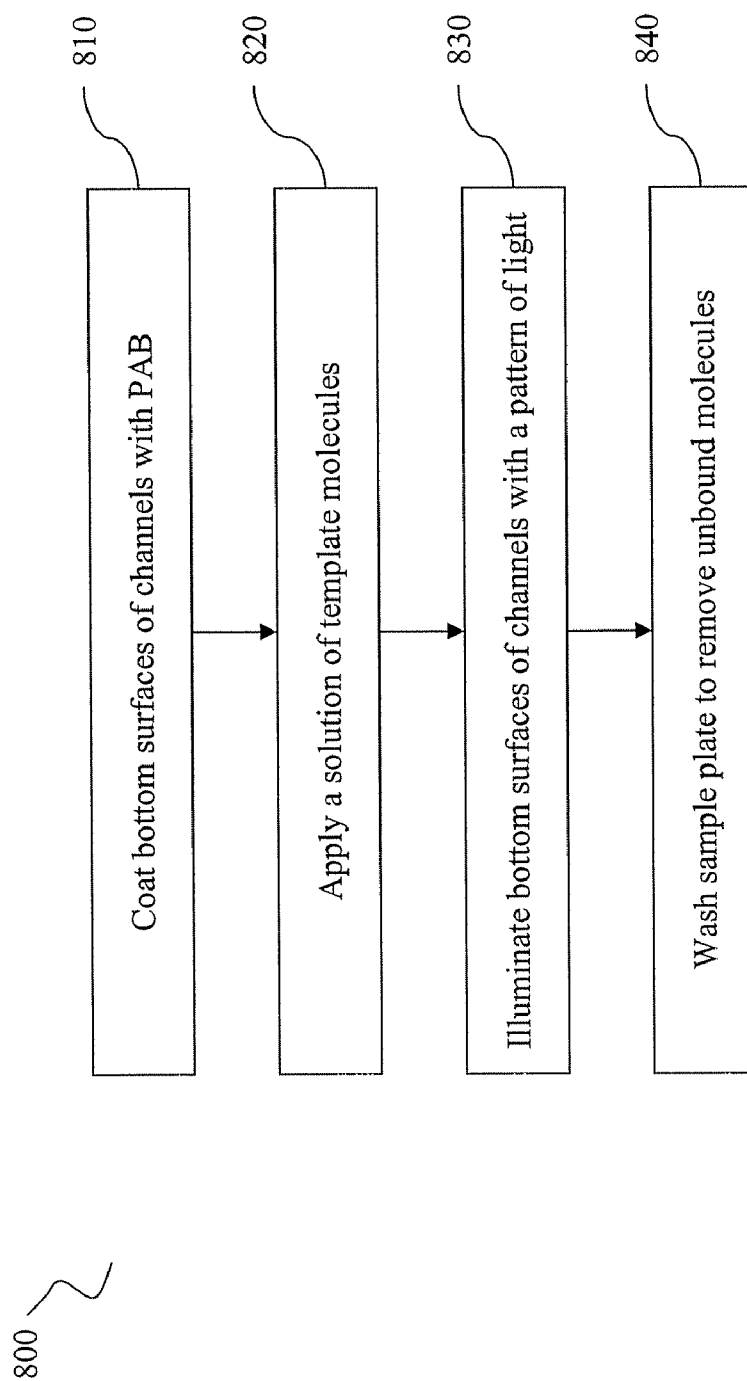 800
Coat bottom surfaces of channels with PAB
810
Apply a solution of template molecules
820
Illuminate bottom surfaces of channels with a pattern of light
830
Wash sample plate to remove unbound molecules
840